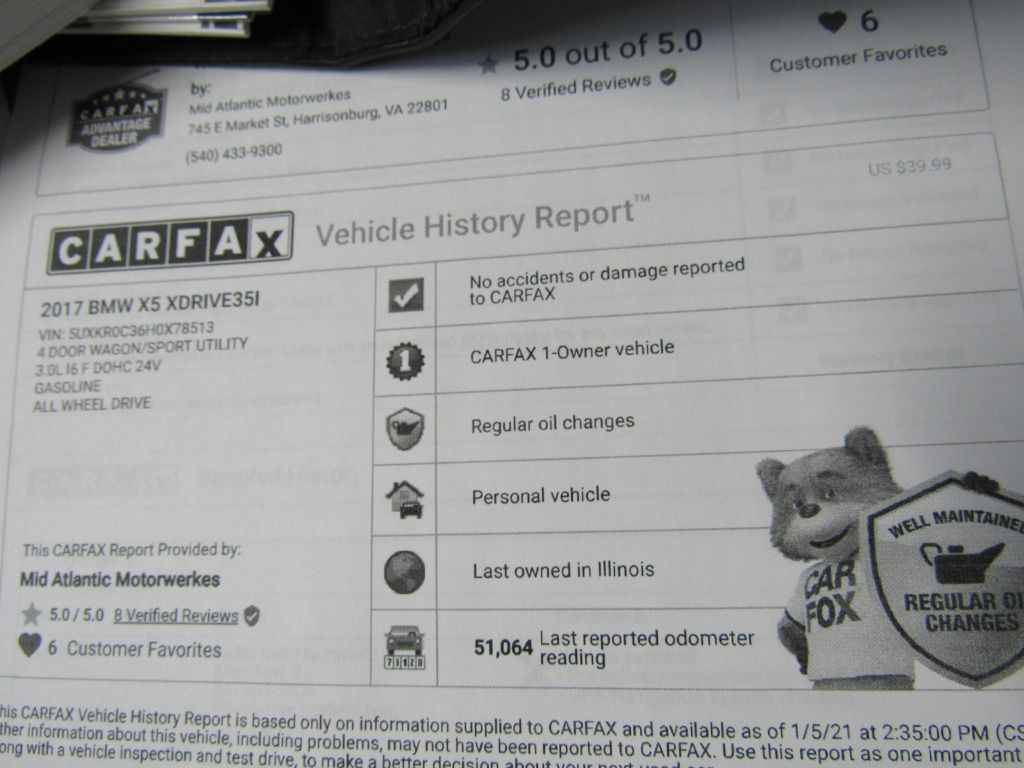 5.0 out of 5.0
8 Verified Reviews
6
Customer Favorites
CARFAX
ADVANTAGE
DEALER
by:
Mid Atlantic Motorwerkes
745 E Market St, Harrisonburg, VA 22801
(540) 433-9300
US $39.99
CARFAX Vehicle History Report™
2017 BMW X5 XDRIVE35I
VIN: 5UXKR0C36H0X78513
4 DOOR WAGON/SPORT UTILITY
3.0L I6 F DOHC 24V
GASOLINE
ALL WHEEL DRIVE
No accidents or damage reported
to CARFAX
1
CARFAX 1-Owner vehicle
Regular oil changes
Personal vehicle
Last owned in Illinois
51,064 Last reported odometer
reading
This CARFAX Report Provided by:
Mid Atlantic Motorwerkes
5.0 / 5.0 8 Verified Reviews
6 Customer Favorites
CAR
FOX
WELL MAINTAINE
REGULAR OI
CHANGES
his CARFAX Vehicle History Report is based only on information supplied to CARFAX and available as of 1/5/21 at 2:35:00 PM (CS
ther information about this vehicle, including problems, may not have been reported to CARFAX. Use this report as one important
ong with a vehicle inspection and test drive, to make a better decision about your next used